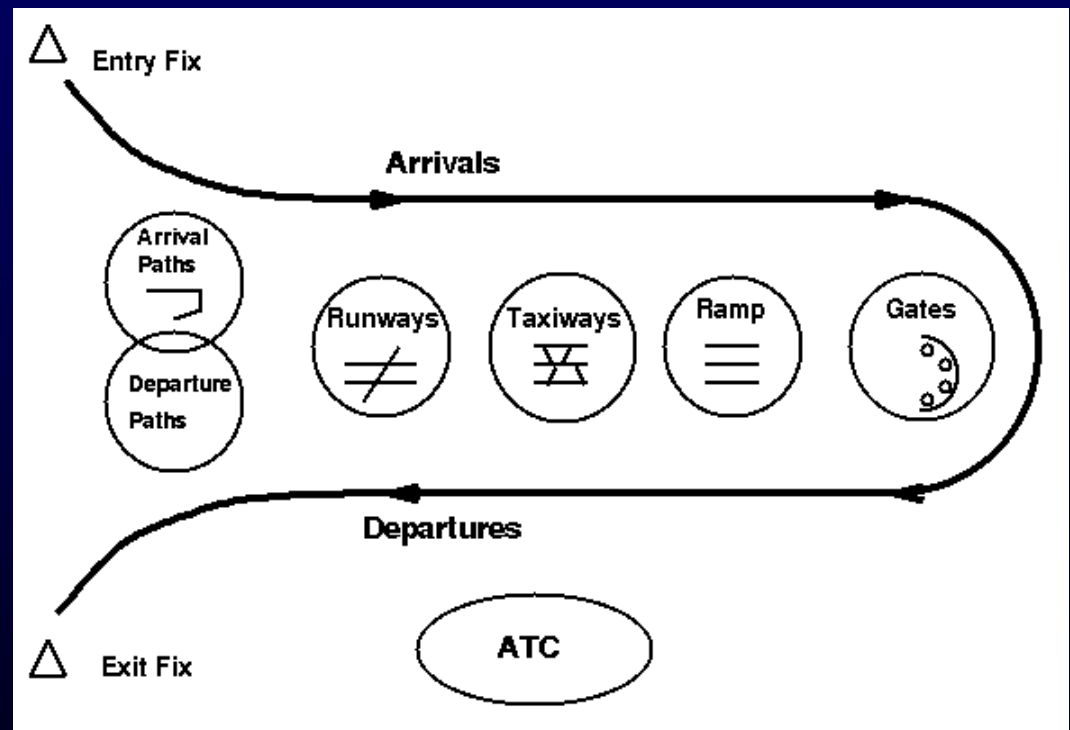 Entry Fix
Arrivals
Arrival
Paths
Departure
Paths
Runways
Taxiways
Ramp
Gates
Departures
ATC
Exit Fix